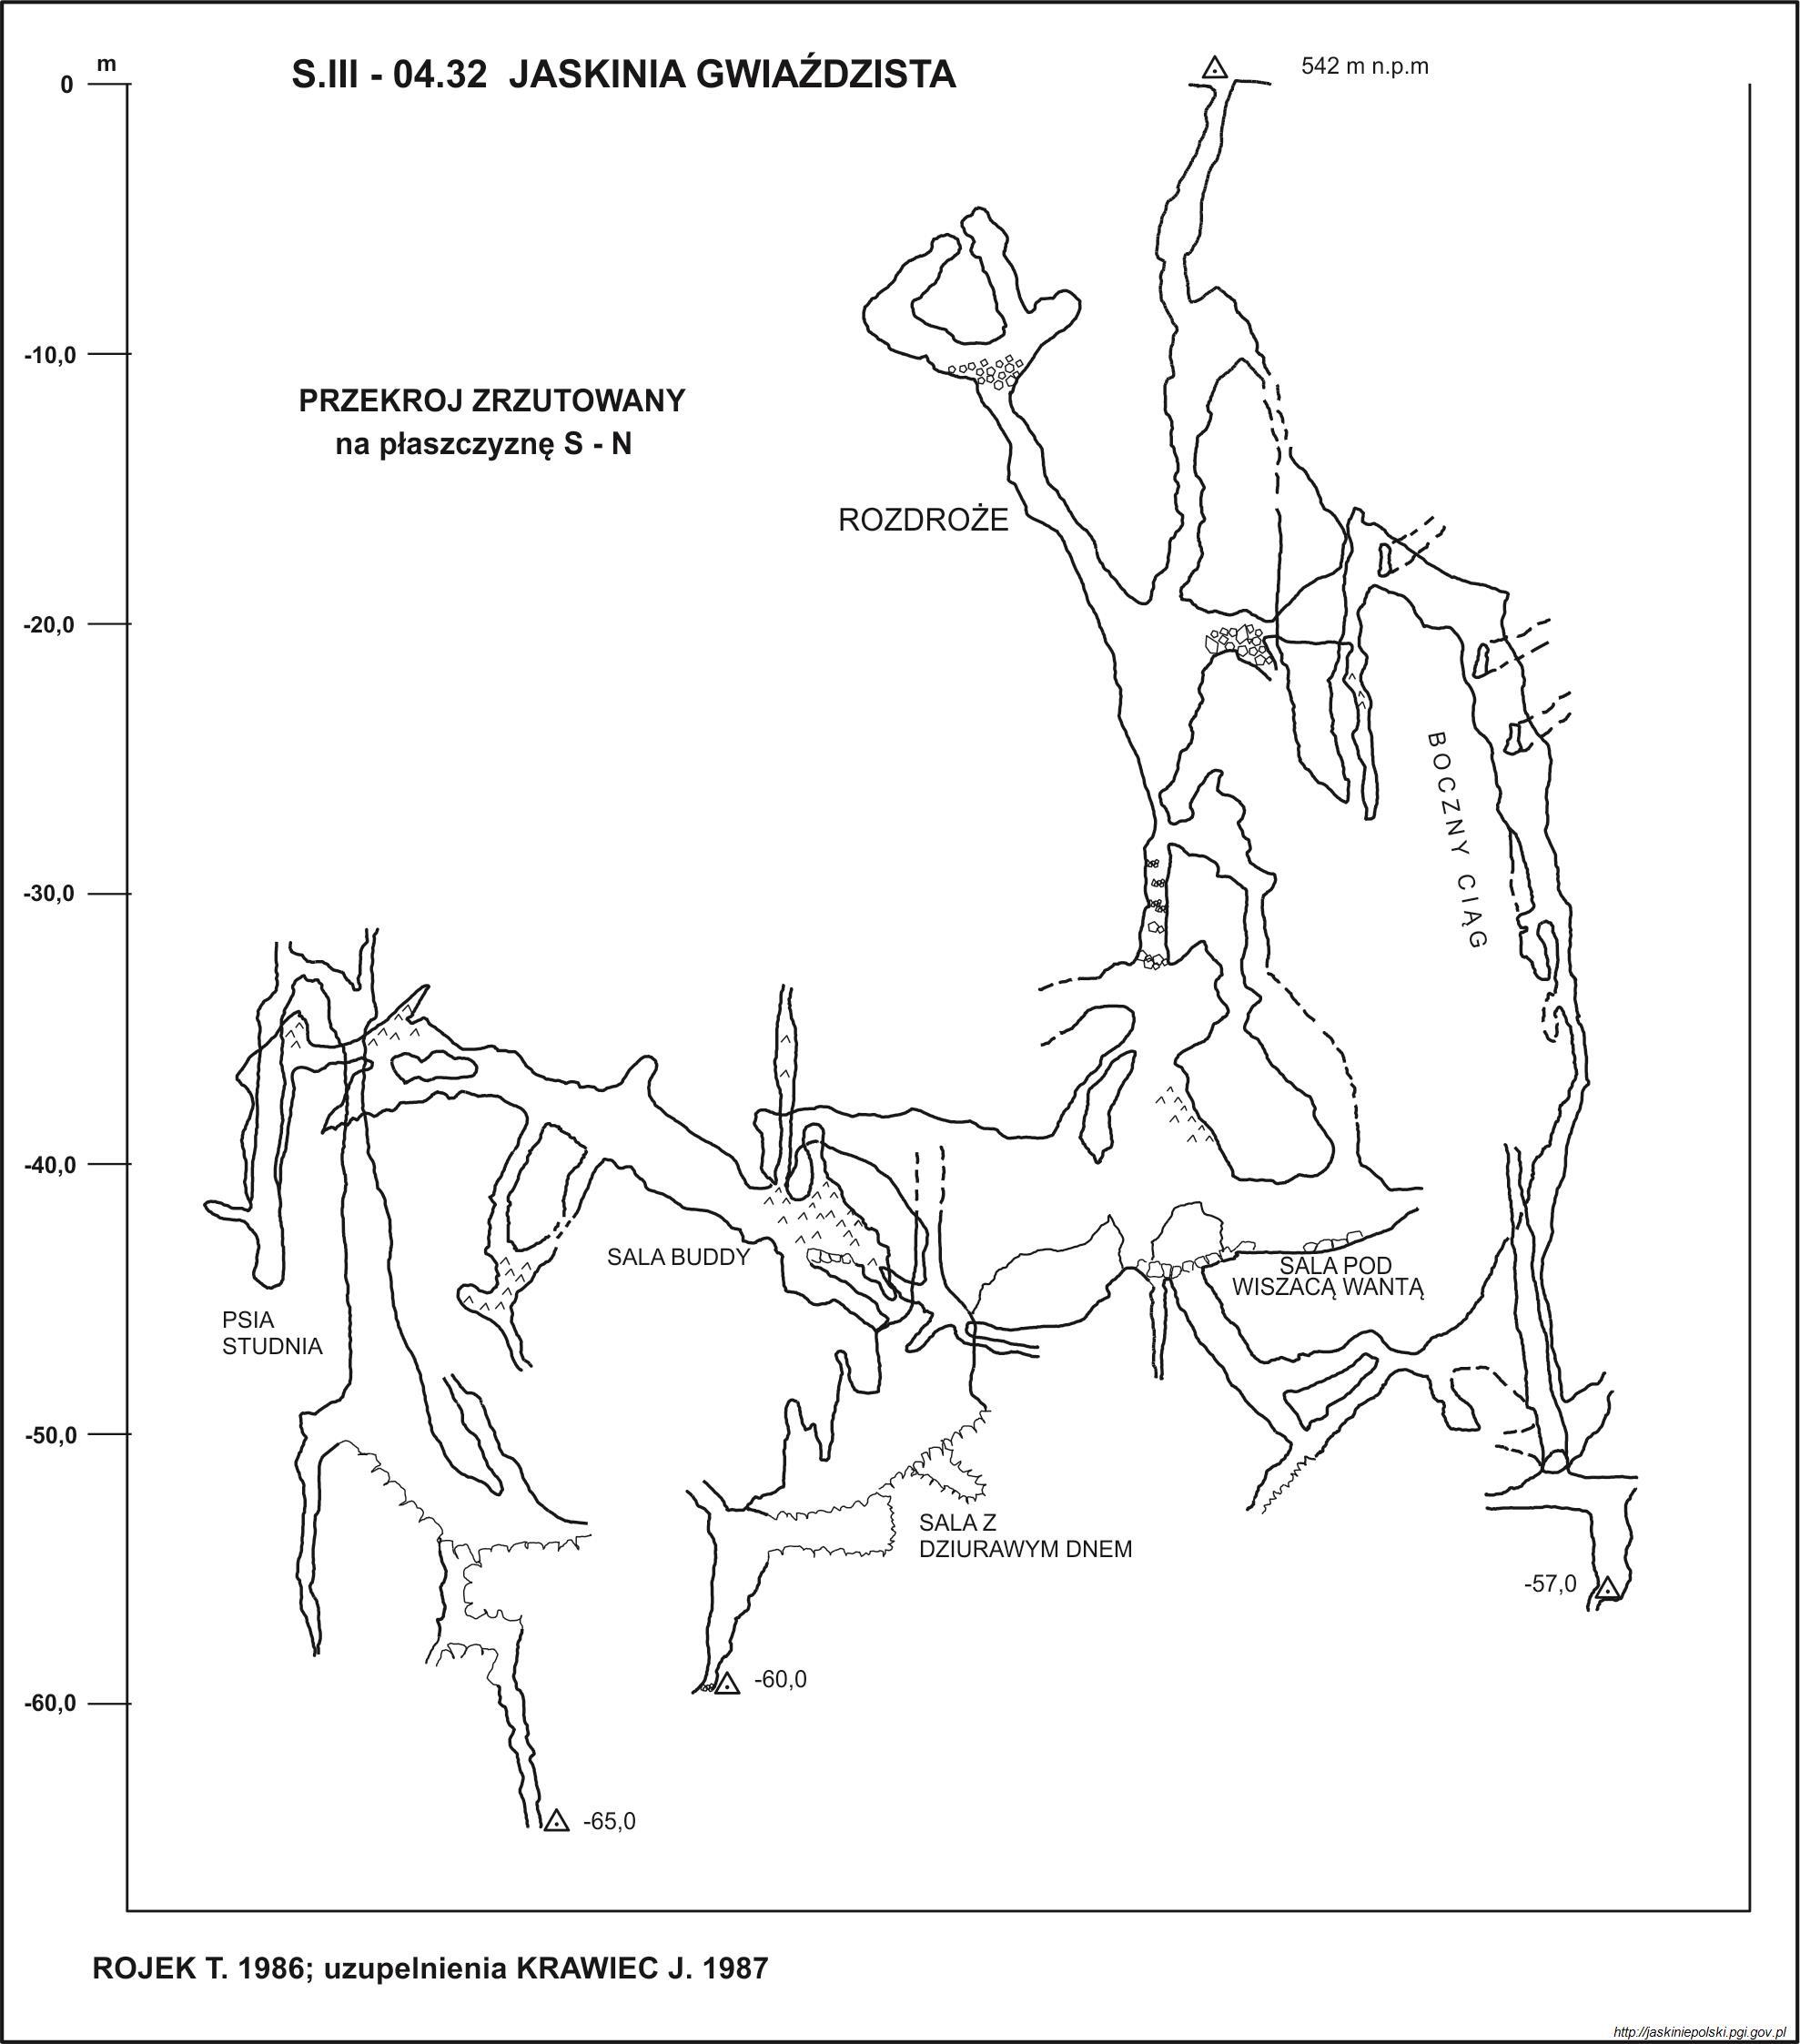 m
0
S.III - 04.32 JASKINIA GWIAŹDZISTA
542 m n.p.m
-10,0
PRZEKROJ ZRZUTOWANY
na płaszczyznę S - N
ROZDROŻE
-20,0
BOCZNY CIĄG
-30,0
-40,0
SALA BUDDY
SALA POD
WISZACĄ WANTĄ
PSIA
STUDNIA
-50,0
SALA Z
DZIURAWYM DNEM
-57,0
-60,0
-60,0
-65,0
ROJEK T. 1986; uzupelnienia KRAWIEC J. 1987
http://jaskiniepolski.pgi.gov.pl